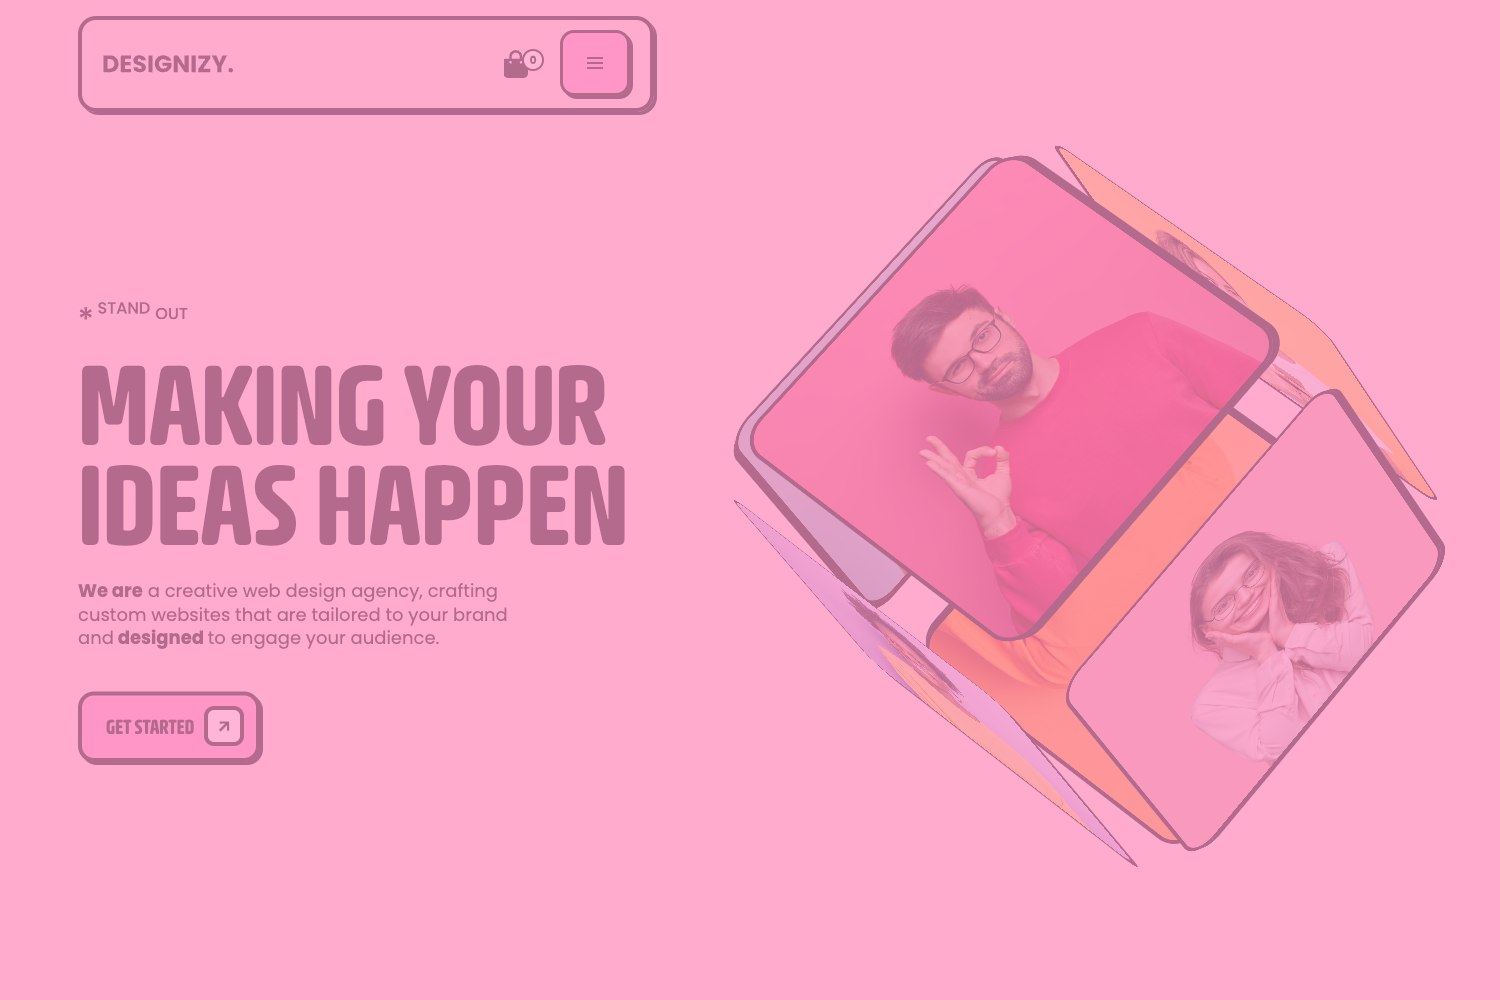 DESIGNIZY.
0
* STAND OUT
MAKING YOUR
IDEAS HAPPEN
We are a creative web design agency, crafting
custom websites that are tailored to your brand
and designed to engage your audience.
GET STARTED